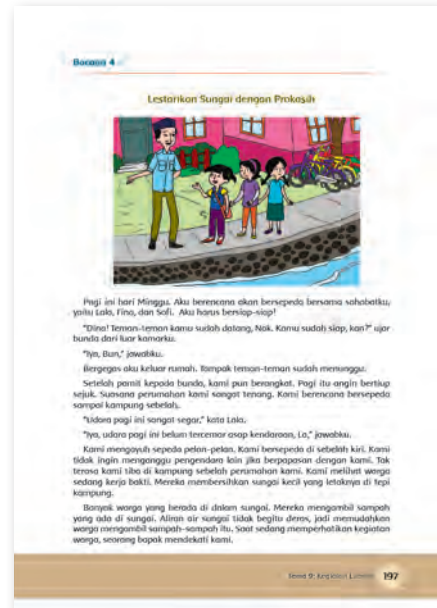 Bacaan 4
Lestarikan Sungai dengan Prokasih
Pagi ini hari Minggu. Aku berencana akan bersepeda bersama sahabatku,
yaitu Lala, Fina, dan Sofi. Aku harus bersiap-siap!
"Dina! Teman-teman kamu sudah datang, Nak. Kamu sudah siap, kan?" ujar
bunda dari luar kamarku.
"Iya, Bun," jawabku.
Bergegas aku keluar rumah. Tampak teman-teman sudah menunggu.
Setelah pamit kepada bunda, kami pun berangkat. Pagi itu angin bertiup
sejuk. Suasana perumahan kami sangat tenang. Kami berencana bersepeda
sampai kampung sebelah.
"Udara pagi ini sangat segar," kata Lala.
"Iya, udara pagi ini belum tercemar asap kendaraan, La," jawabku.
Kami mengayuh sepeda pelan-pelan. Kami bersepeda di sebelah kiri. Kami
tidak ingin menganggu pengendara lain jika berpapasan dengan kami. Tak
terasa kami tiba di kampung sebelah perumahan kami. Kami melihat warga
sedang kerja bakti. Mereka membersihkan sungai kecil yang letaknya di tepi
kampung.
Banyak warga yang berada di dalam sungai. Mereka mengambil sampah
yang ada di sungai. Aliran air sungai tidak begitu deras, jadi memudahkan
warga mengambil sampah-sampah itu. Saat sedang memperhatikan kegiatan
warga, seorang bapak mendekati kami.
197